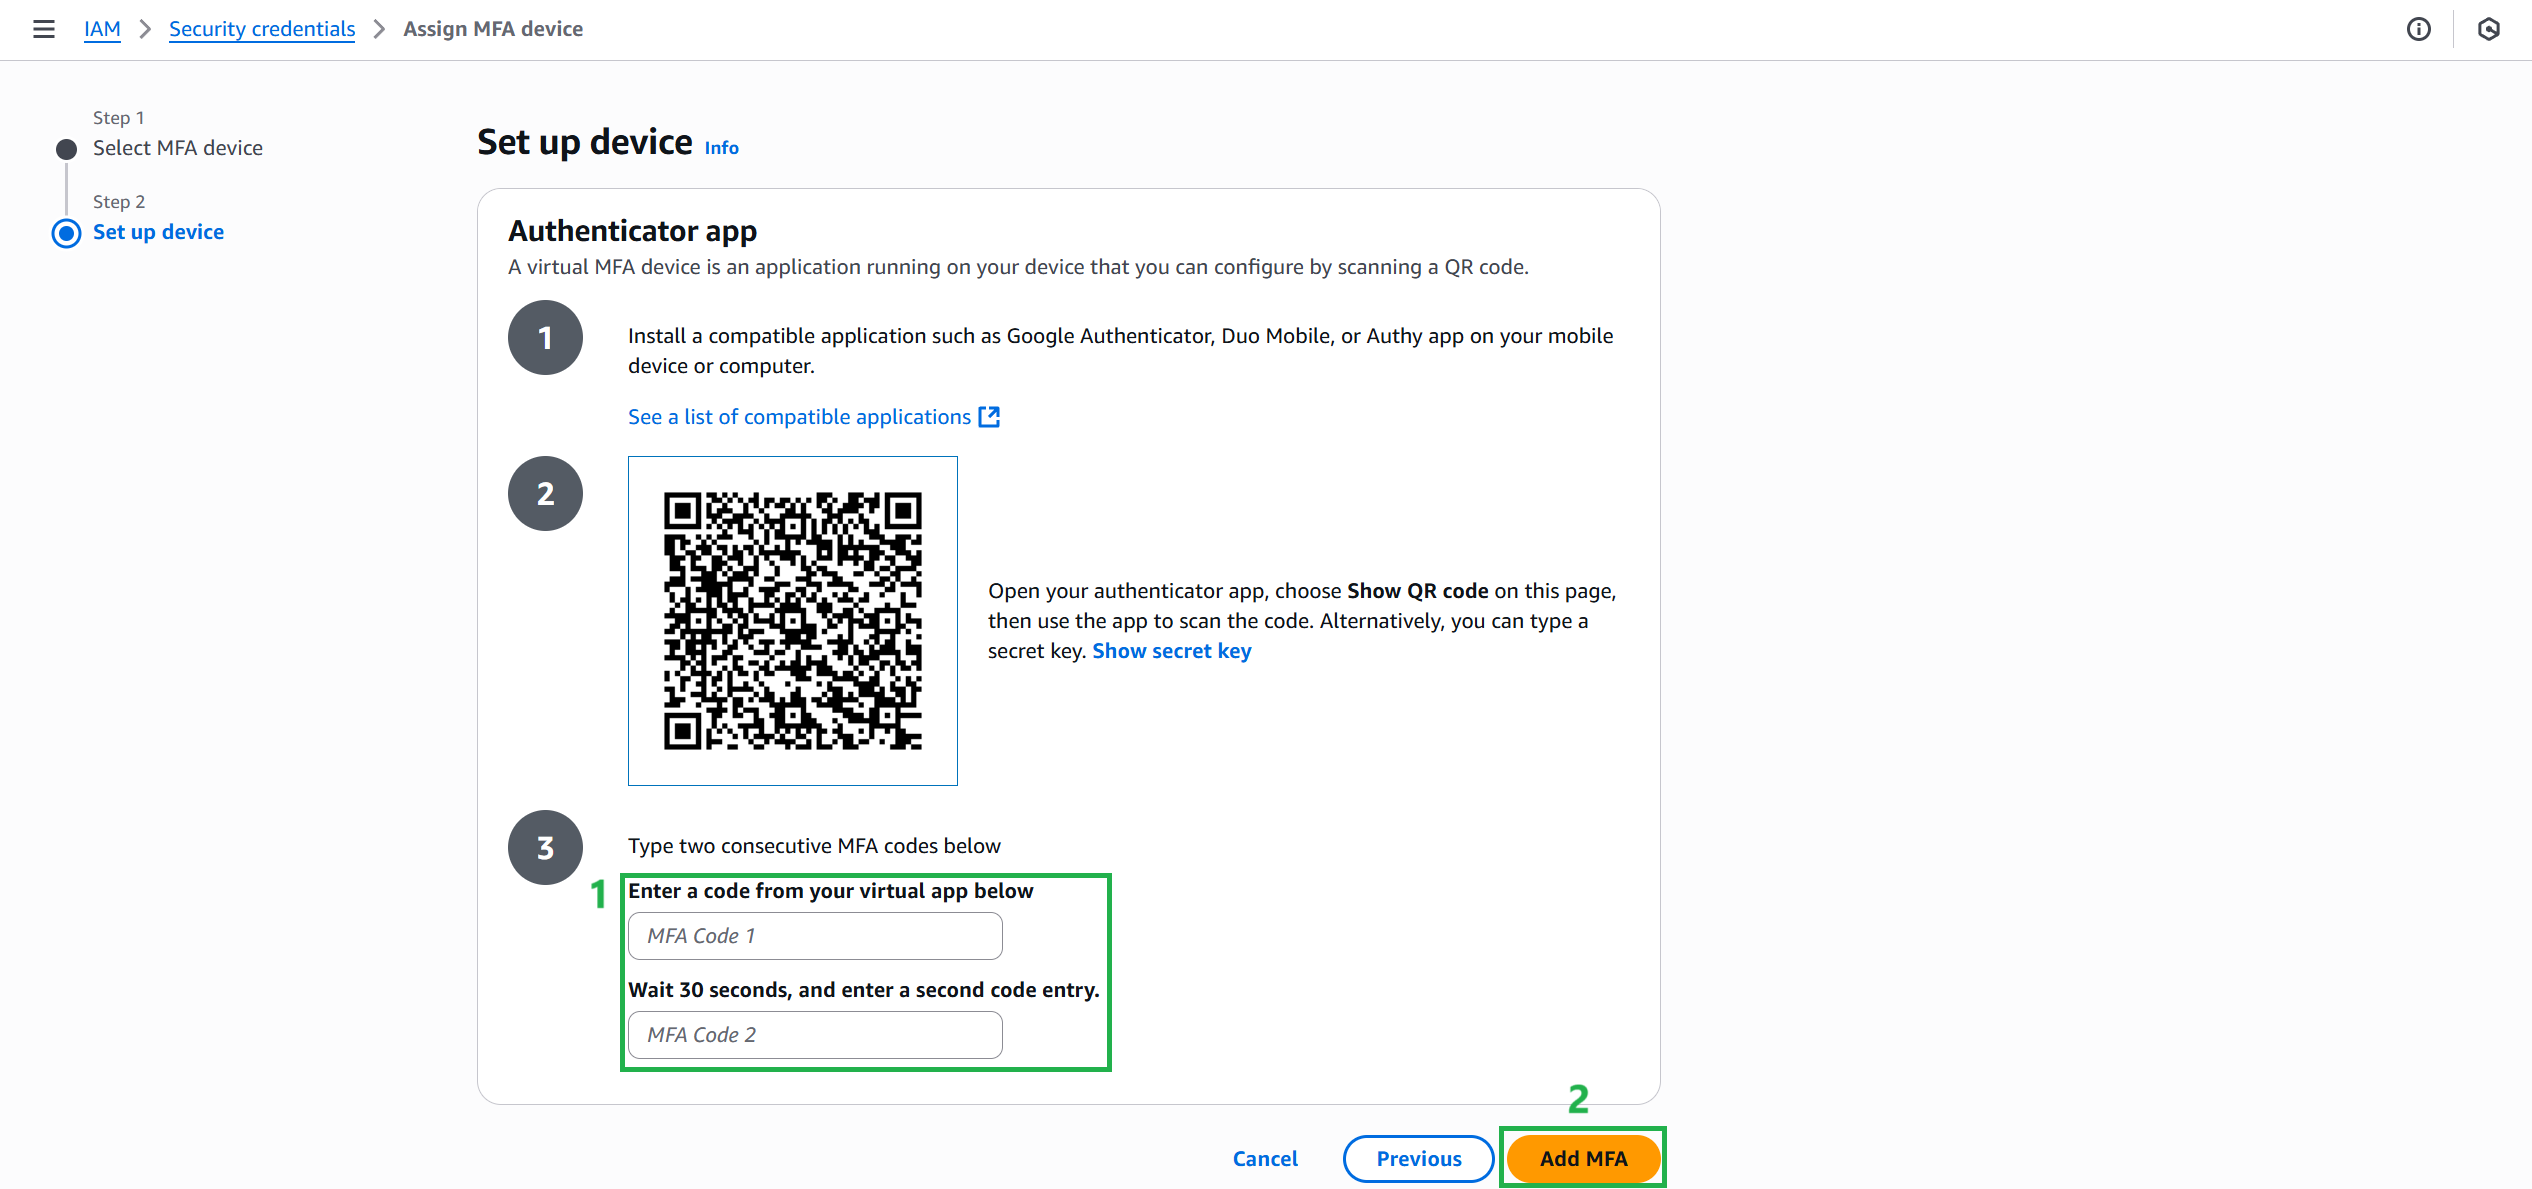 IAM > Security credentials > Assign MFA device
Step 1
Select MFA device
Step 2
Set up device
Set up device Info
Authenticator app
A virtual MFA device is an application running on your device that you can configure by scanning a QR code.
1
Install a compatible application such as Google Authenticator, Duo Mobile, or Authy app on your mobile
device or computer.
See a list of compatible applications
2
Open your authenticator app, choose Show QR code on this page,
then use the app to scan the code. Alternatively, you can type a
secret key. Show secret key
3
Type two consecutive MFA codes below
1
Enter a code from your virtual app below
MFA Code 1
Wait 30 seconds, and enter a second code entry.
MFA Code 2
2
Cancel Previous Add MFA